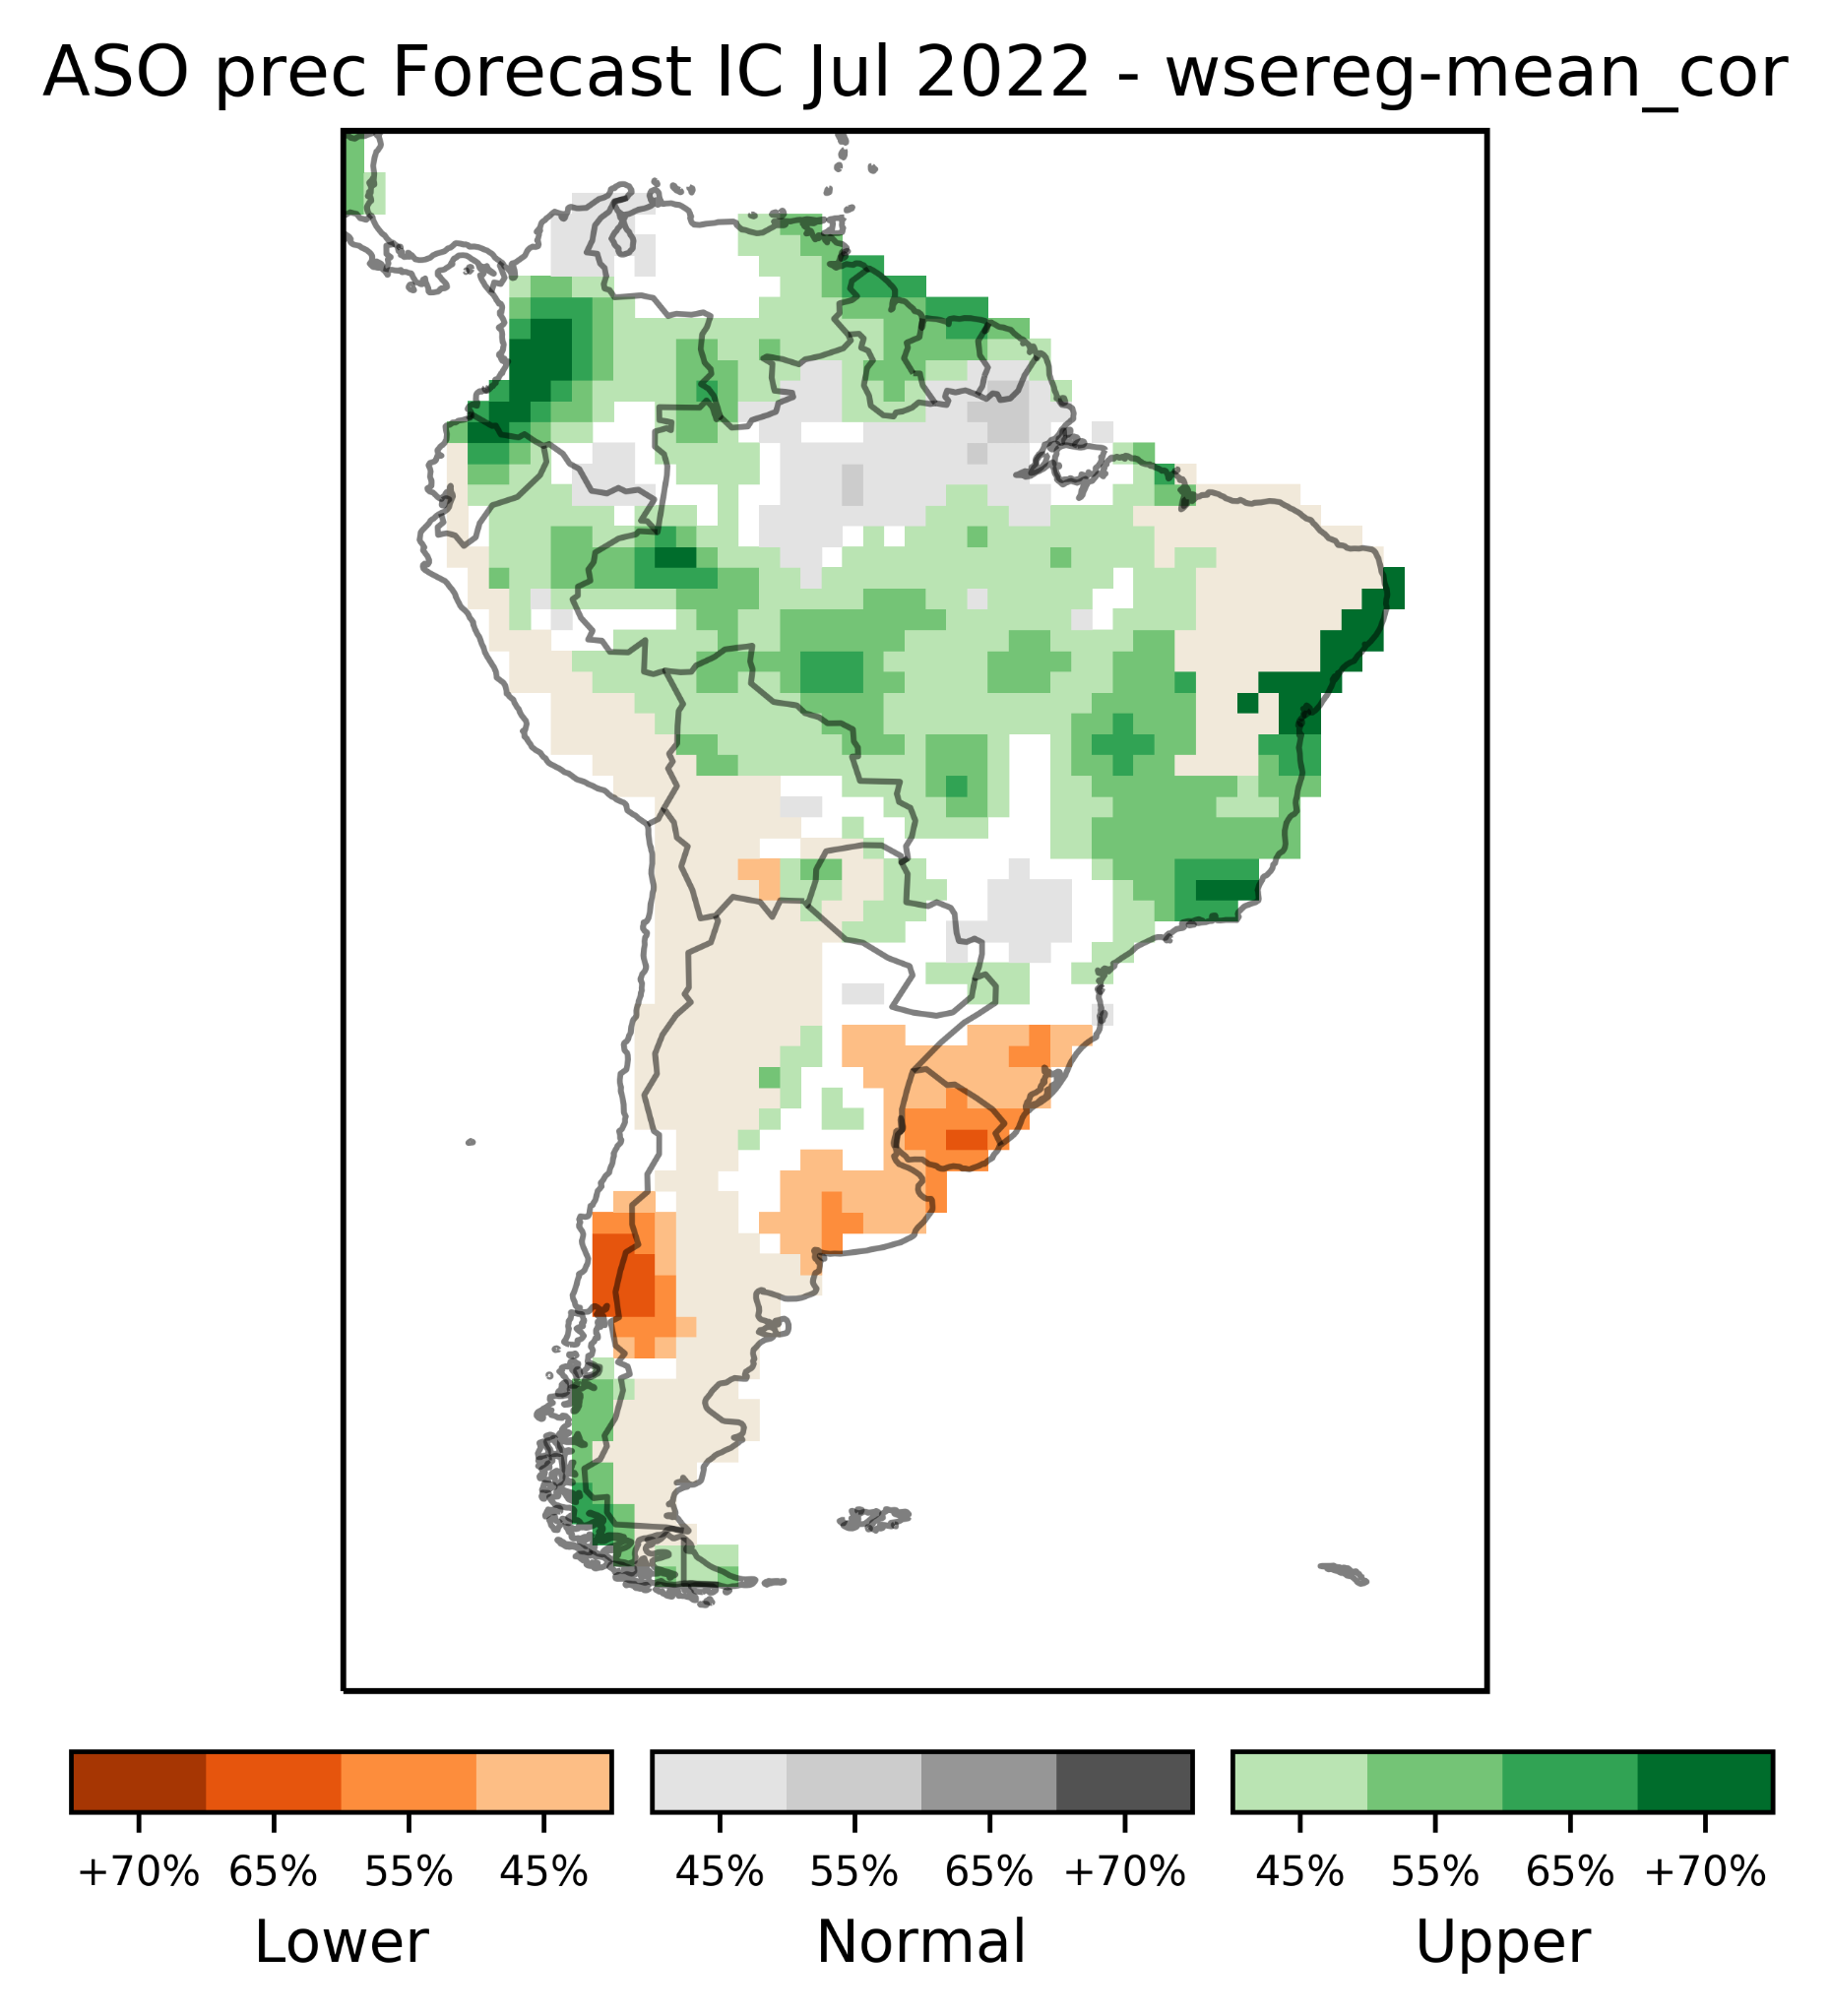 ASO prec Forecast IC Jul 2022 - wsereg-mean_cor
+70% 65% 55% 45% 45% 55% 65% +70% 45% 55% 65% +70%
Lower Normal Upper